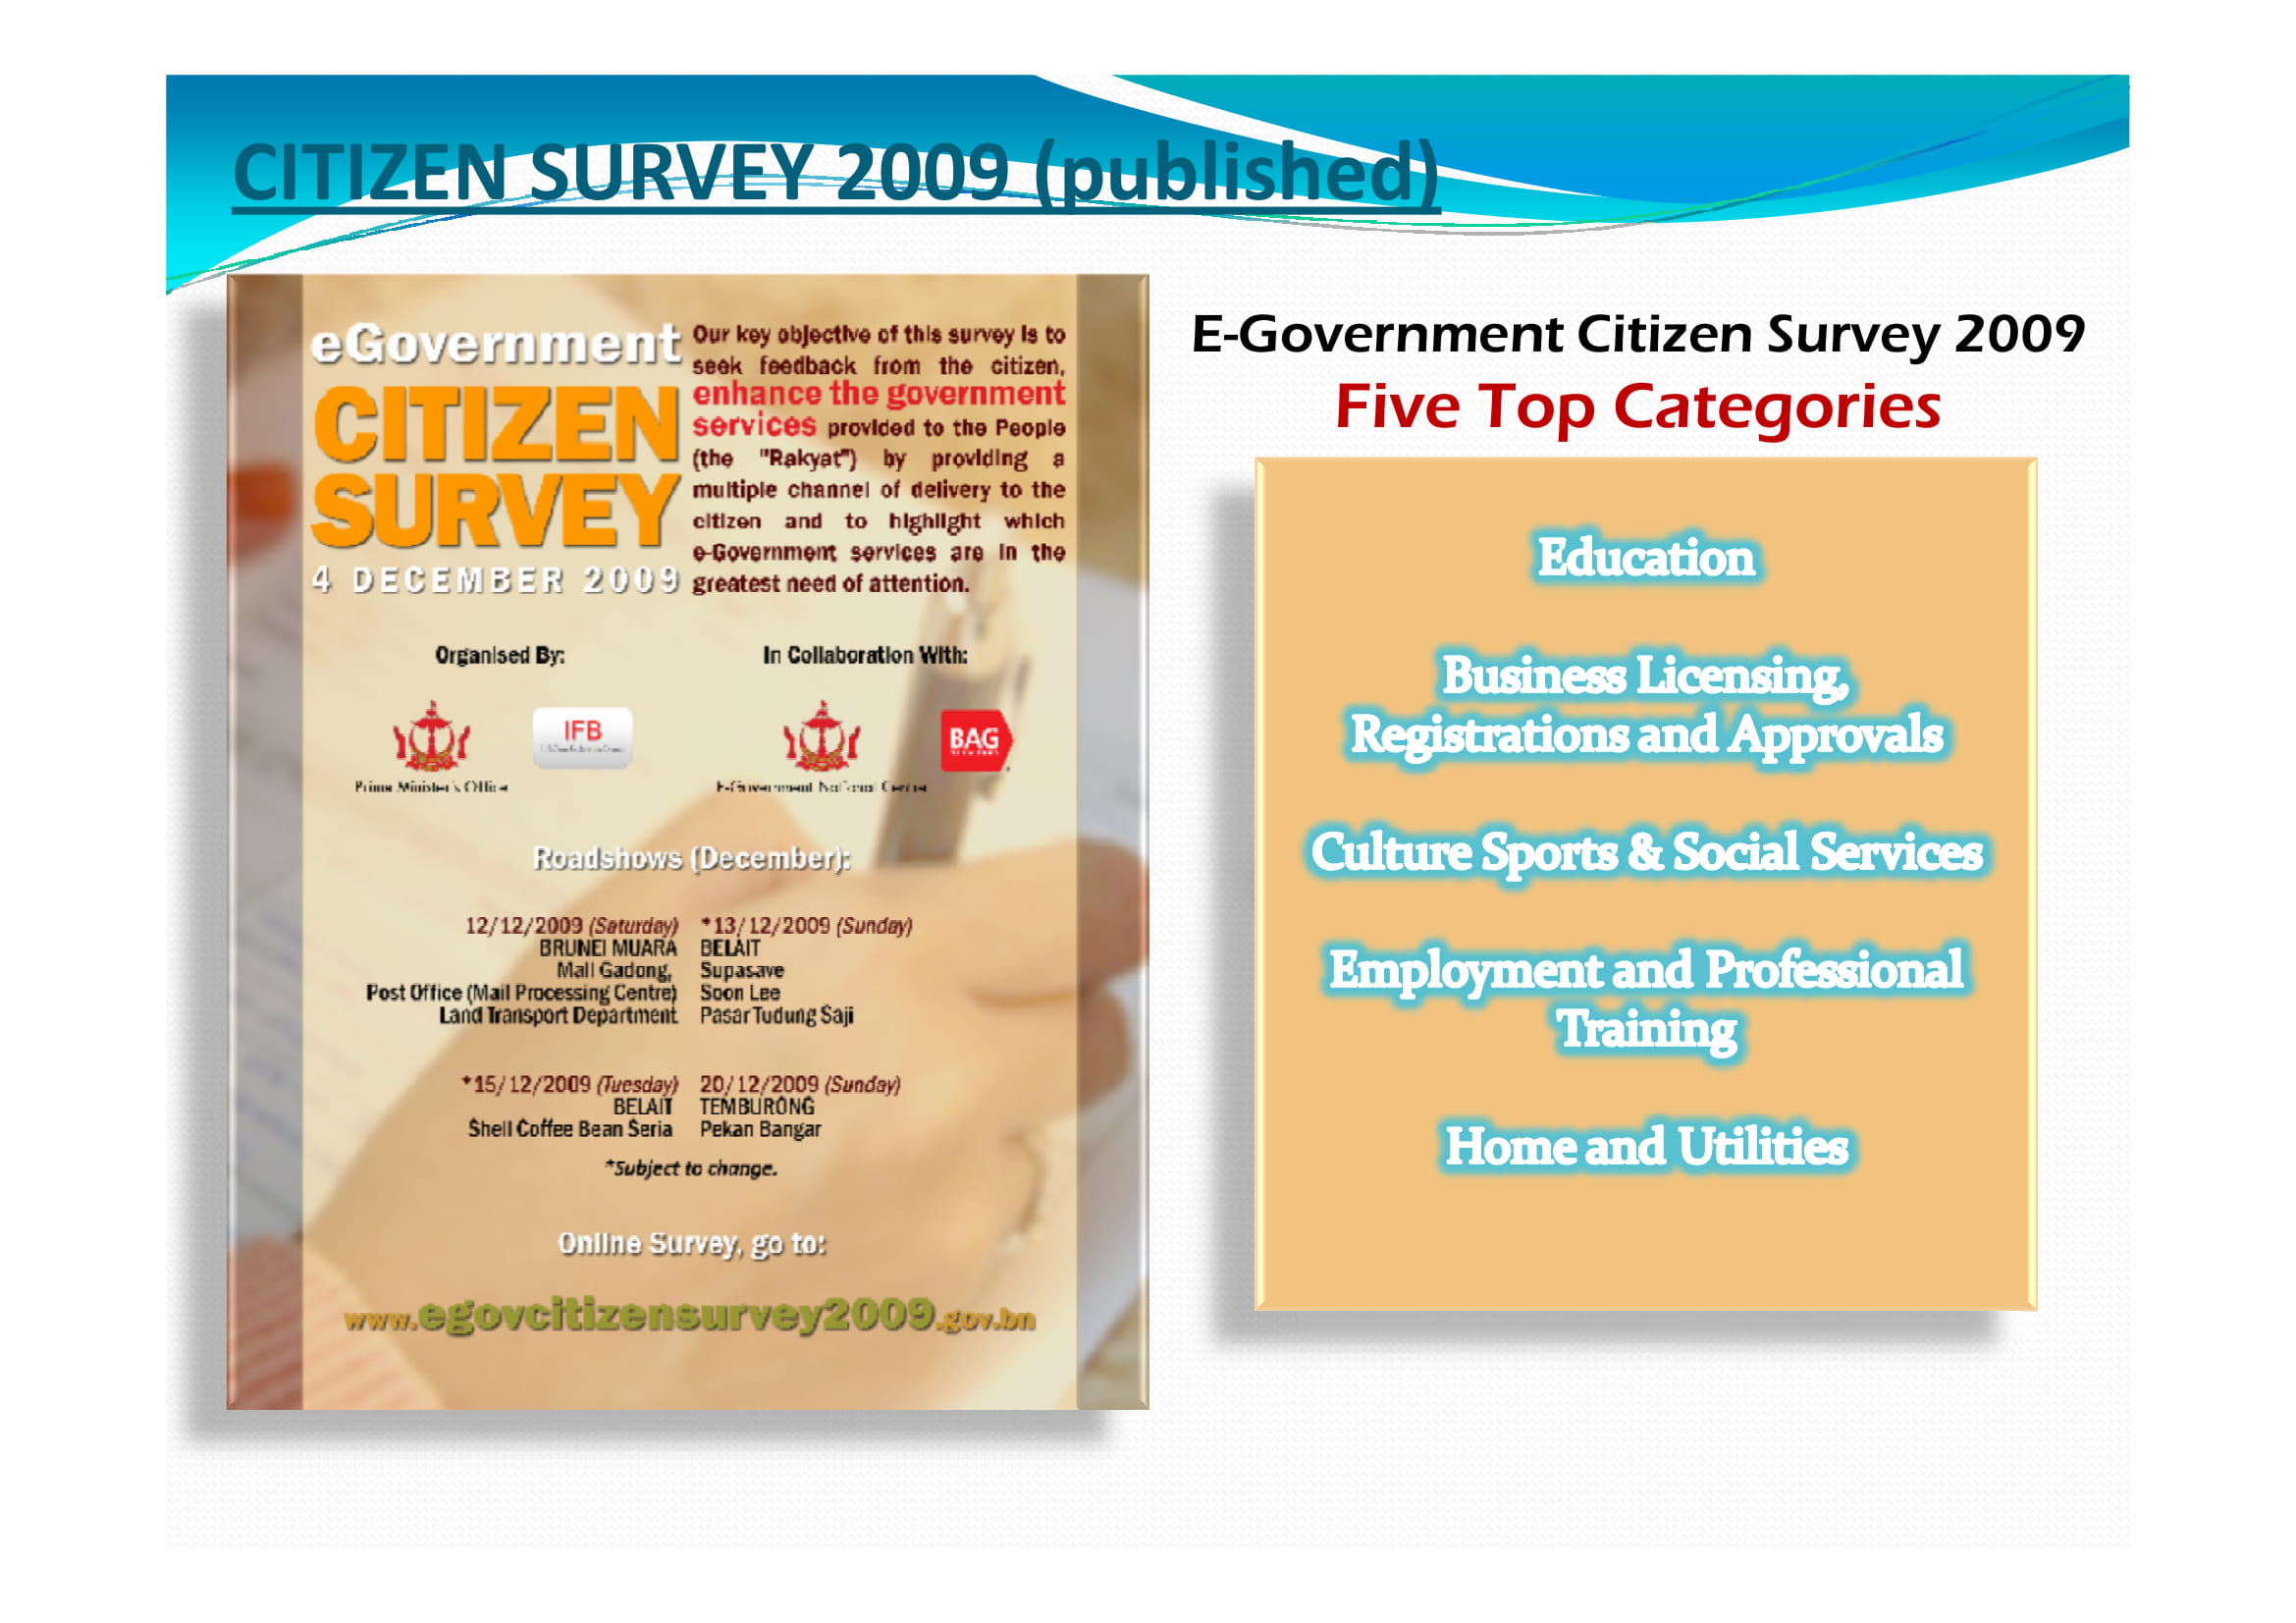 CITIZEN SURVEY 2009 (published)
eGovernment
CITIZEN
SURVEY
4 DECEMBER 2009
Our key objective of this survey is to
seek feedback from the citizen,
enhance the government
services provided to the People
(the "Rakyat") by providing a
multiple channel of delivery to the
citizen and to highlight which
e-Government services are in the
greatest need of attention.
Organised By:
In Collaboration With:
IFB
BAG
Prime Minister's Office
E-Government National Centre
Roadshows (December):
12/12/2009 (Saturday)
BRUNEI MUARA
Mall Gadong,
Post Office (Mail Processing Centre)
Land Transport Department
*13/12/2009 (Sunday)
BELAIT
Supasave
Soon Lee
Pasar Tudung Saji
*15/12/2009 (Tuesday)
BELAIT
Shell Coffee Bean Seria
20/12/2009 (Sunday)
TEMBURONG
Pekan Bangar
*Subject to change.
Online Survey, go to:
www.egovcitizensurvey2009.gov.bn
E-Government Citizen Survey 2009
Five Top Categories
Education
Business Licensing,
Registrations and Approvals
Culture Sports & Social Services
Employment and Professional
Training
Home and Utilities